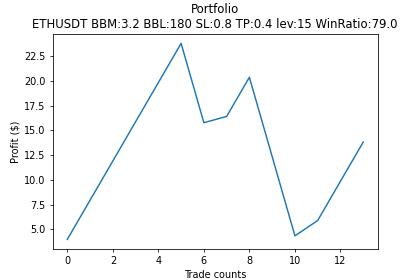 Portfolio
ETHUSDT BBM:3.2 BBL:180 SL:0.8 TP:0.4 lev:15 WinRatio:79.0
22.5
20.0
17.5
15.0
12.5
10.0
7.5
5.0
Profit ($)
0 2 4 6 8 10 12
Trade counts